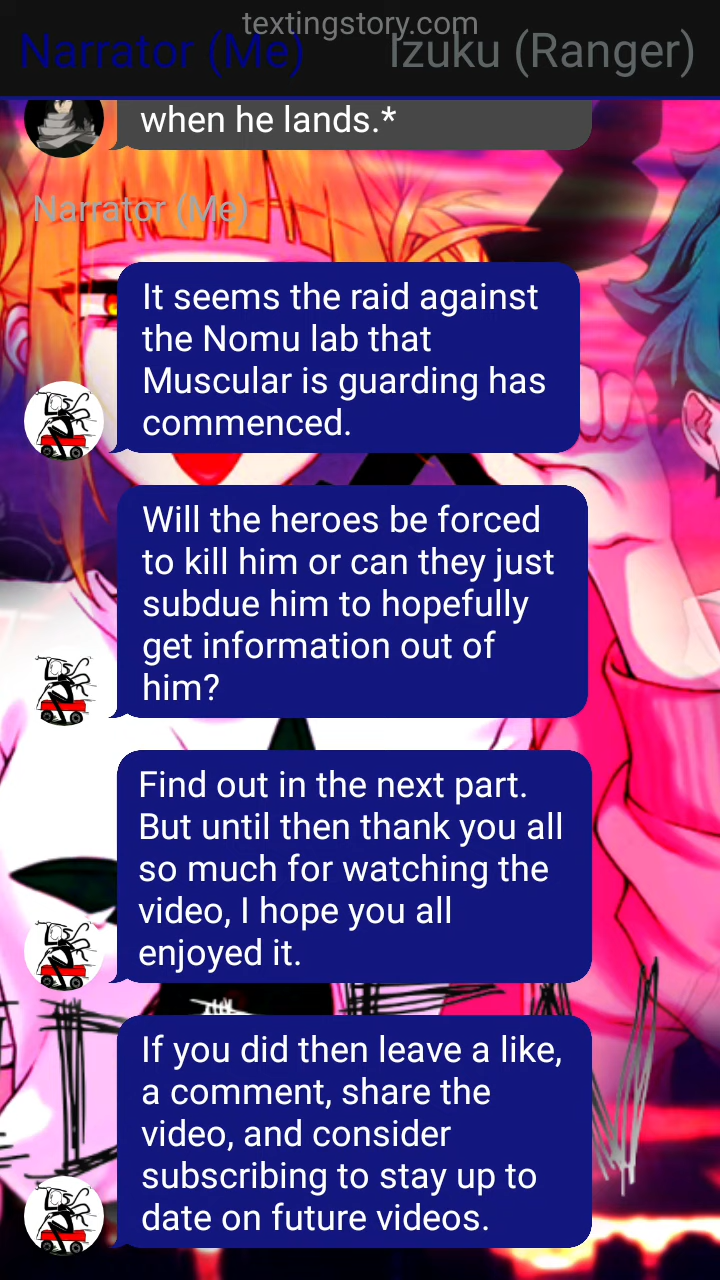 textingstory.com
Narrator (Me) Izuku (Ranger)
when he lands.*
Narrator (Me)
It seems the raid against
the Nomu lab that
Muscular is guarding has
commenced.
Will the heroes be forced
to kill him or can they just
subdue him to hopefully
get information out of
him?
Find out in the next part.
But until then thank you all
so much for watching the
video, I hope you all
enjoyed it.
If you did then leave a like,
a comment, share the
video, and consider
subscribing to stay up to
date on future videos.